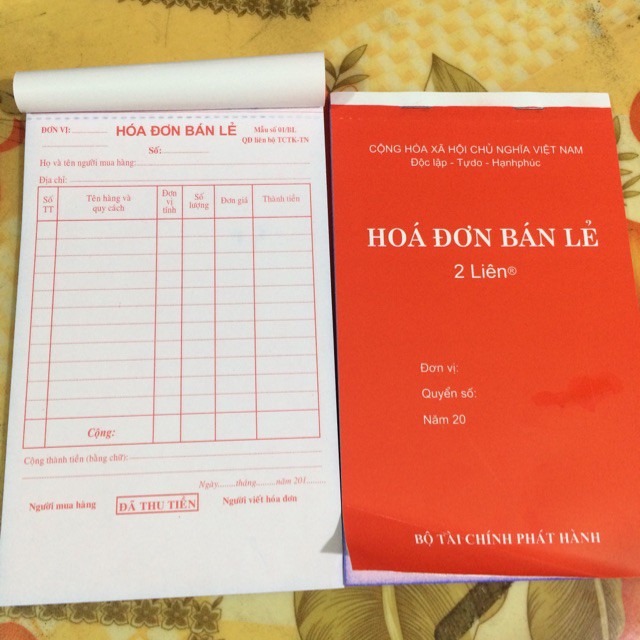 ĐƠN VỊ:
HÓA ĐƠN BÁN LẺ
Mẫu số 01/BL
QĐ liên bộ TCTK-TN
Số:
Họ và tên người mua hàng:
Địa chỉ:
Số TT
Tên hàng và quy cách
Đơn vị tính
Số lượng
Đơn giá
Thành tiền
Cộng:
Cộng thành tiền (bằng chữ):
Ngày........tháng.........năm 201.......
Người mua hàng
ĐÃ THU TIỀN
Người viết hóa đơn
CỘNG HÒA XÃ HỘI CHỦ NGHĨA VIỆT NAM
Độc lập - Tựdo - Hạnhphúc
HOÁ ĐƠN BÁN LẺ
2 Liên®
Đơn vị:
Quyển số:
Năm 20
BỘ TÀI CHÍNH PHÁT HÀNH